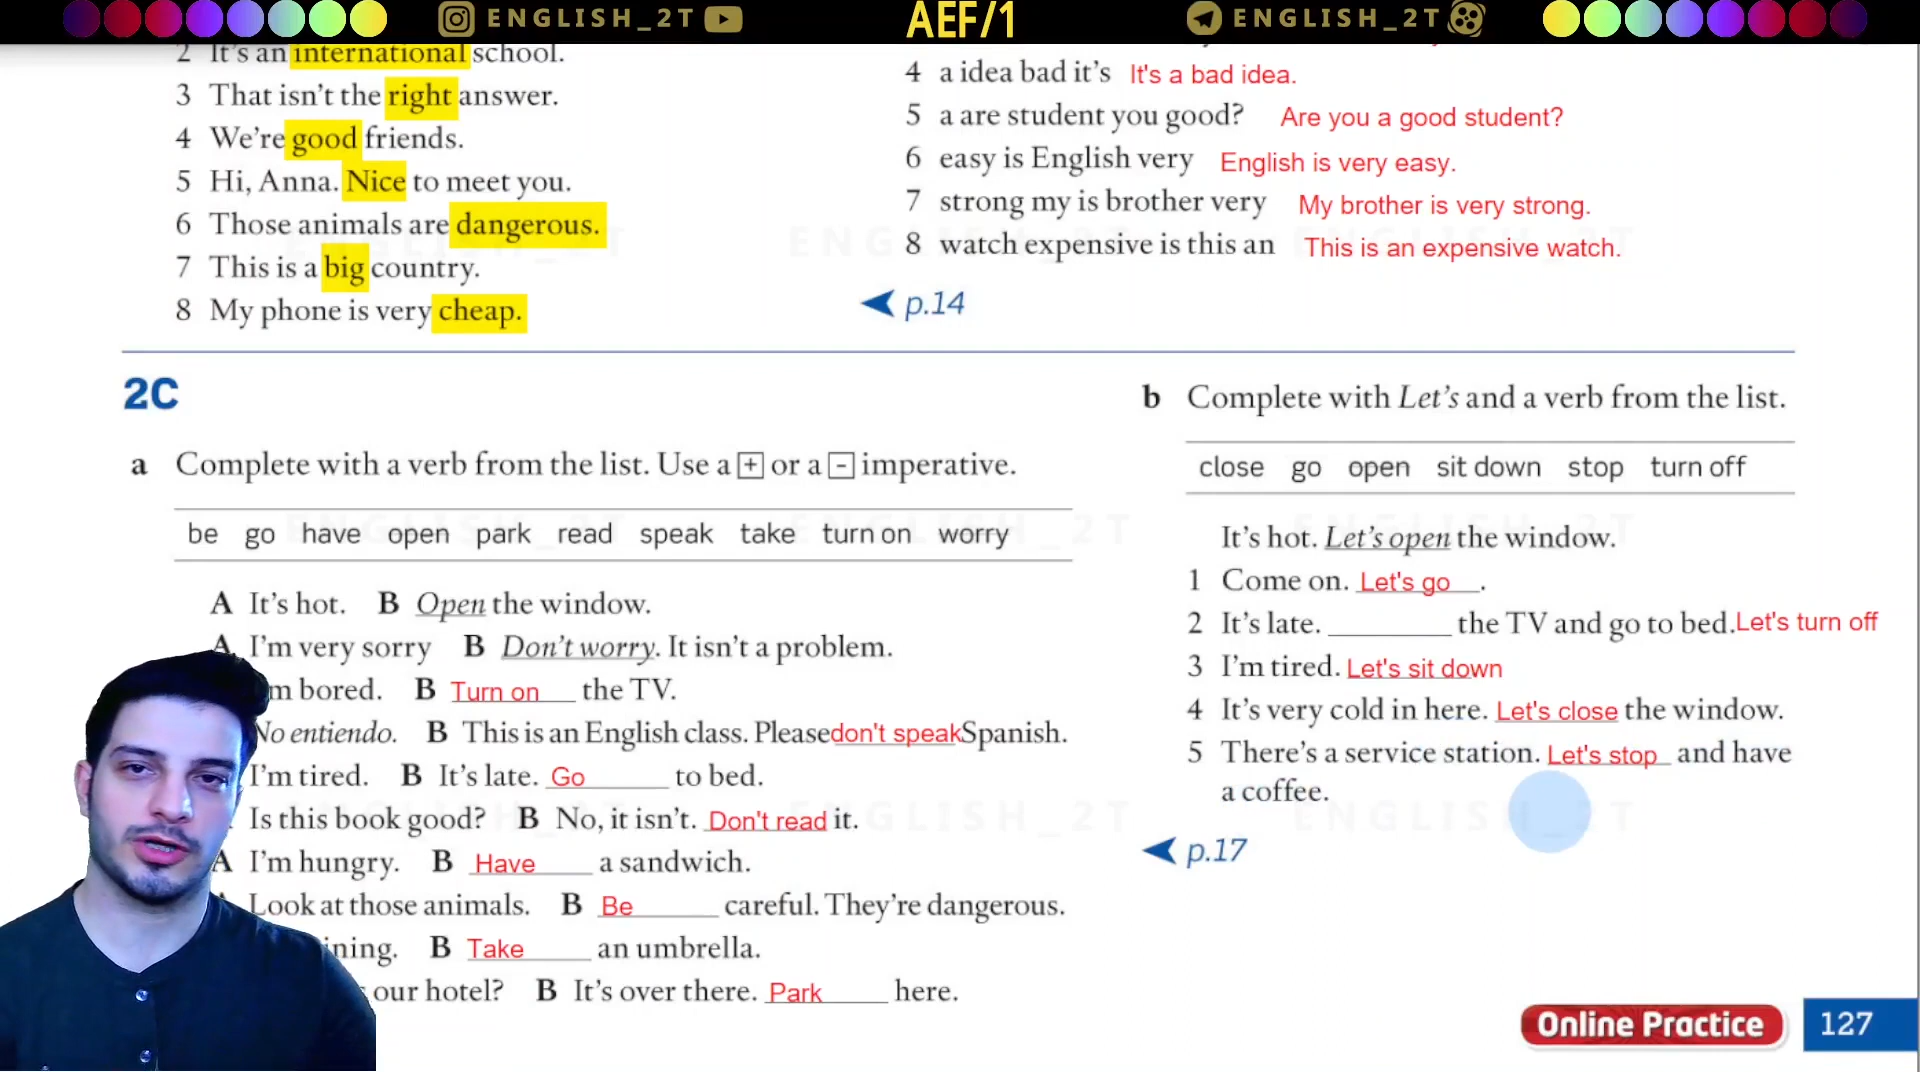 ENGLISH_2T
AEF/1
ENGLISH_2T
2 It's an international school.
3 That isn't the right answer.
4 We're good friends.
5 Hi, Anna. Nice to meet you.
6 Those animals are dangerous.
7 This is a big country.
8 My phone is very cheap.
4 a idea bad it's It's a bad idea.
5 a are student you good? Are you a good student?
6 easy is English very English is very easy.
7 strong my is brother very My brother is very strong.
8 watch expensive is this an This is an expensive watch.
p.14
2C
a Complete with a verb from the list. Use a + or a - imperative.
be go have open park read speak take turn on worry
A It's hot. B Open the window.
A I'm very sorry B Don't worry. It isn't a problem.
m bored. B Turn on the TV.
No entiendo. B This is an English class. Please don't speak Spanish.
I'm tired. B It's late. Go to bed.
Is this book good? B No, it isn't. Don't read it.
A I'm hungry. B Have a sandwich.
Look at those animals. B Be careful. They're dangerous.
ining. B Take an umbrella.
our hotel? B It's over there. Park here.
b Complete with Let's and a verb from the list.
close go open sit down stop turn off
It's hot. Let's open the window.
1 Come on. Let's go.
2 It's late. ________ the TV and go to bed. Let's turn off
3 I'm tired. Let's sit down
4 It's very cold in here. Let's close the window.
5 There's a service station. Let's stop and have
a coffee.
p.17
Online Practice 127